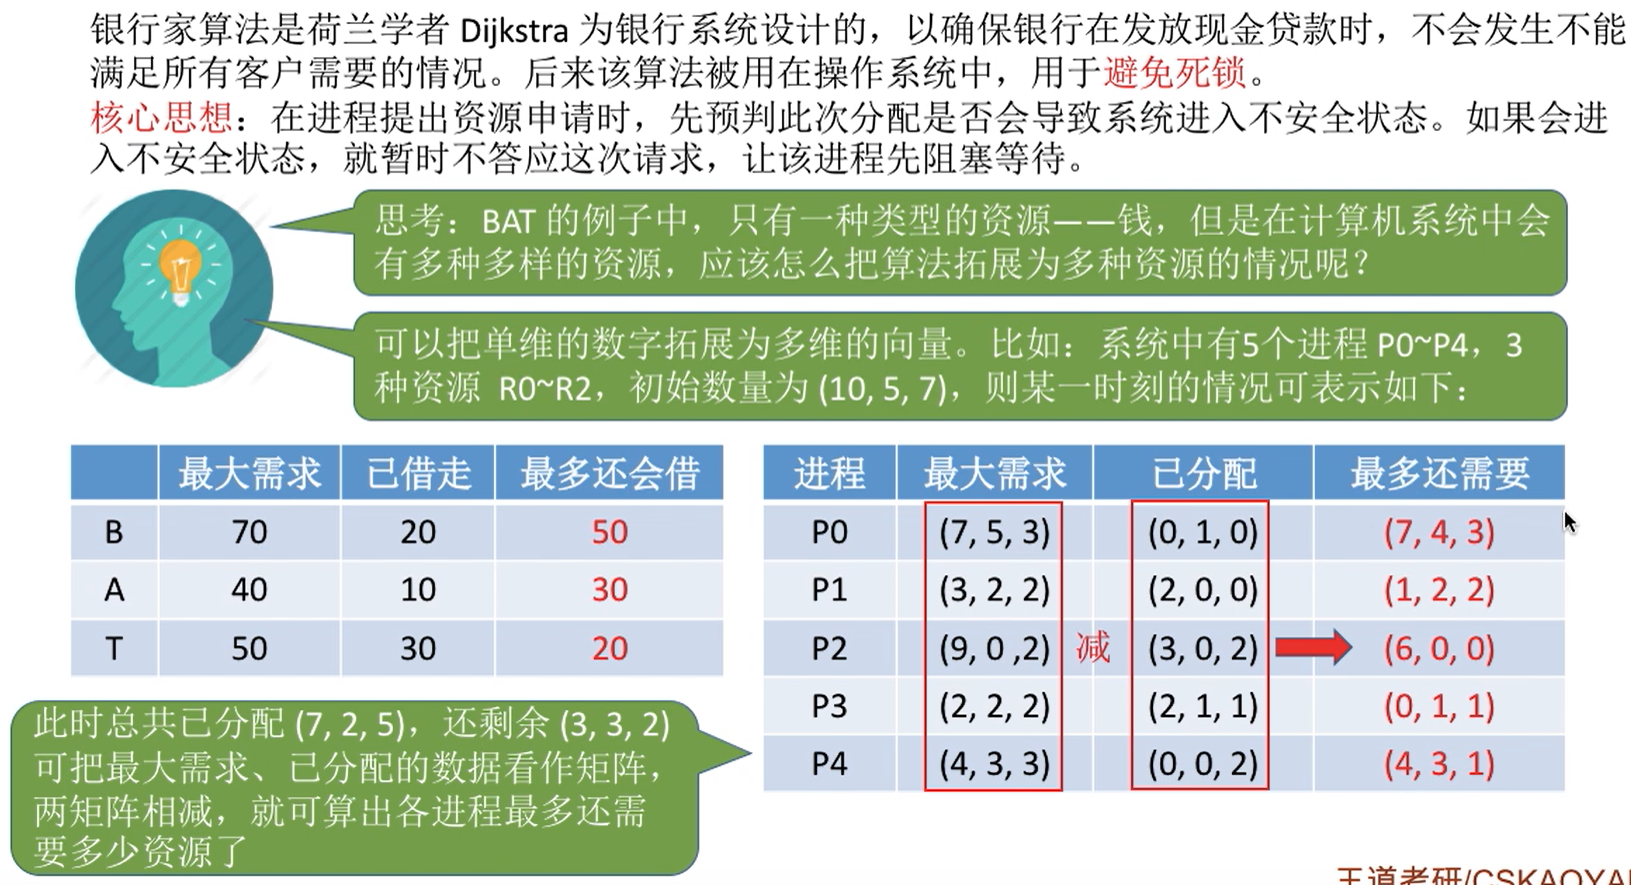 银行家算法是荷兰学者 Dijkstra 为银行系统设计的，以确保银行在发放现金贷款时，不会发生不能
满足所有客户需要的情况。后来该算法被用在操作系统中，用于避免死锁。
核心思想：在进程提出资源申请时，先预判此次分配是否会导致系统进入不安全状态。如果会进
入不安全状态，就暂时不答应这次请求，让该进程先阻塞等待。
思考：BAT 的例子中，只有一种类型的资源——钱，但是在计算机系统中会
有多种多样的资源，应该怎么把算法拓展为多种资源的情况呢？
可以把单维的数字拓展为多维的向量。比如：系统中有5个进程 P0~P4，3
种资源 R0~R2，初始数量为 (10, 5, 7)，则某一时刻的情况可表示如下：
最大需求 已借走 最多还会借
B 70 20 50
A 40 10 30
T 50 30 20
进程 最大需求 已分配 最多还需要
P0 (7, 5, 3) (0, 1, 0) (7, 4, 3)
P1 (3, 2, 2) (2, 0, 0) (1, 2, 2)
P2 (9, 0 ,2) 减 (3, 0, 2) (6, 0, 0)
P3 (2, 2, 2) (2, 1, 1) (0, 1, 1)
P4 (4, 3, 3) (0, 0, 2) (4, 3, 1)
此时总共已分配 (7, 2, 5)，还剩余 (3, 3, 2)
可把最大需求、已分配的数据看作矩阵，
两矩阵相减，就可算出各进程最多还需
要多少资源了
王道考研/CSKAOYAN